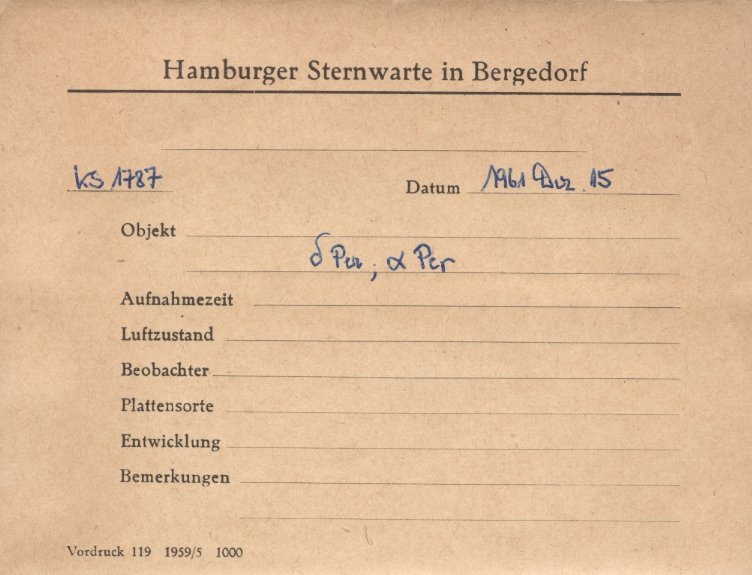 Hamburger Sternwarte in Bergedorf
KS 1787 Datum 1961 Dez. 15
Objekt
δ Per, α Per
Aufnahmezeit
Luftzustand
Beobachter
Plattensorte
Entwicklung
Bemerkungen
Vordruck 119 1959/5 1000